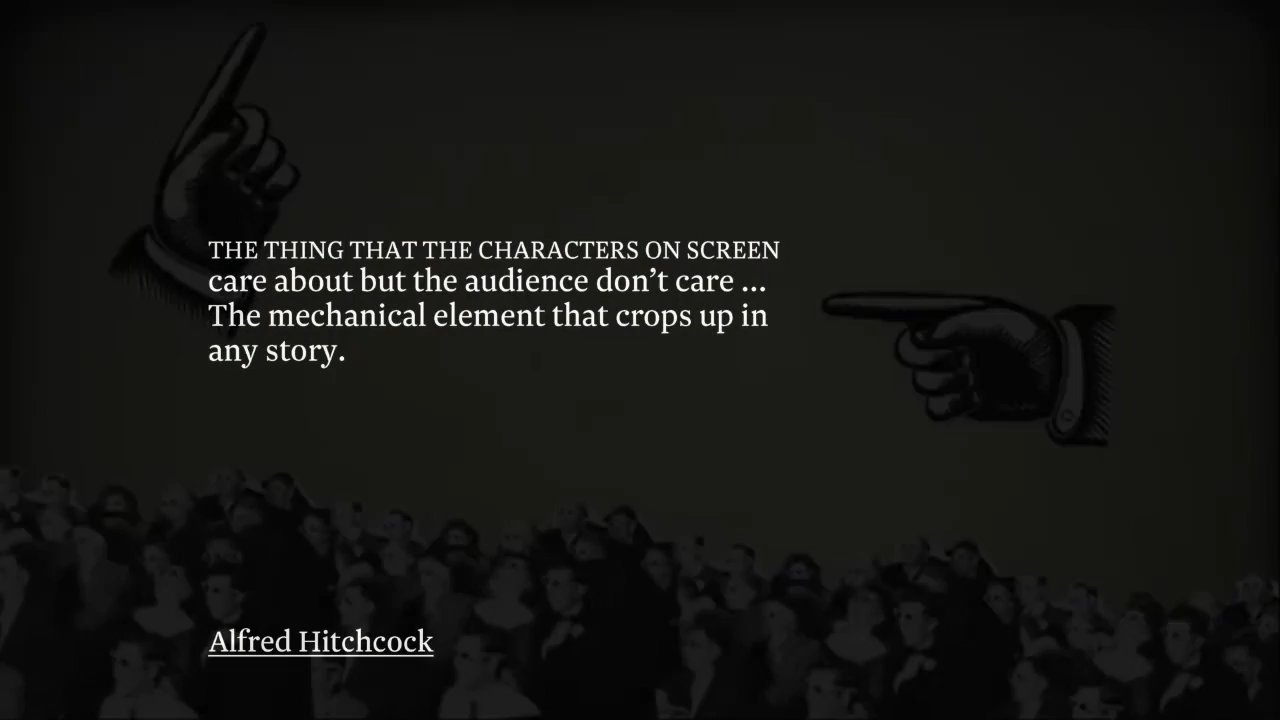 THE THING THAT THE CHARACTERS ON SCREEN
care about but the audience don’t care ...
The mechanical element that crops up in
any story.
Alfred Hitchcock